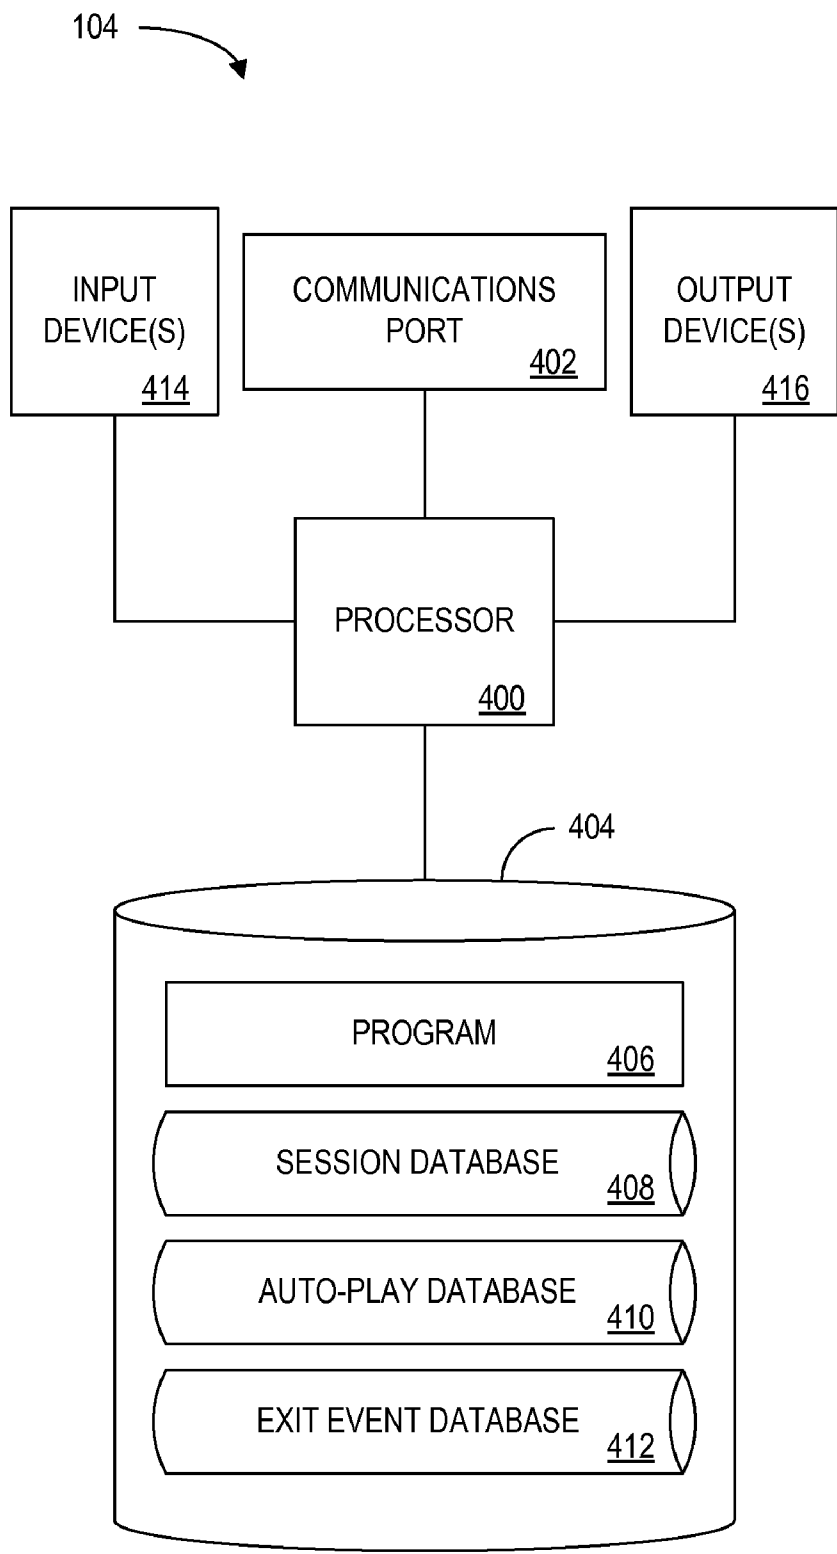 104
INPUT
DEVICE(S)
414
COMMUNICATIONS
PORT
402
OUTPUT
DEVICE(S)
416
PROCESSOR
400
404
PROGRAM
406
SESSION DATABASE
408
AUTO-PLAY DATABASE
410
EXIT EVENT DATABASE
412